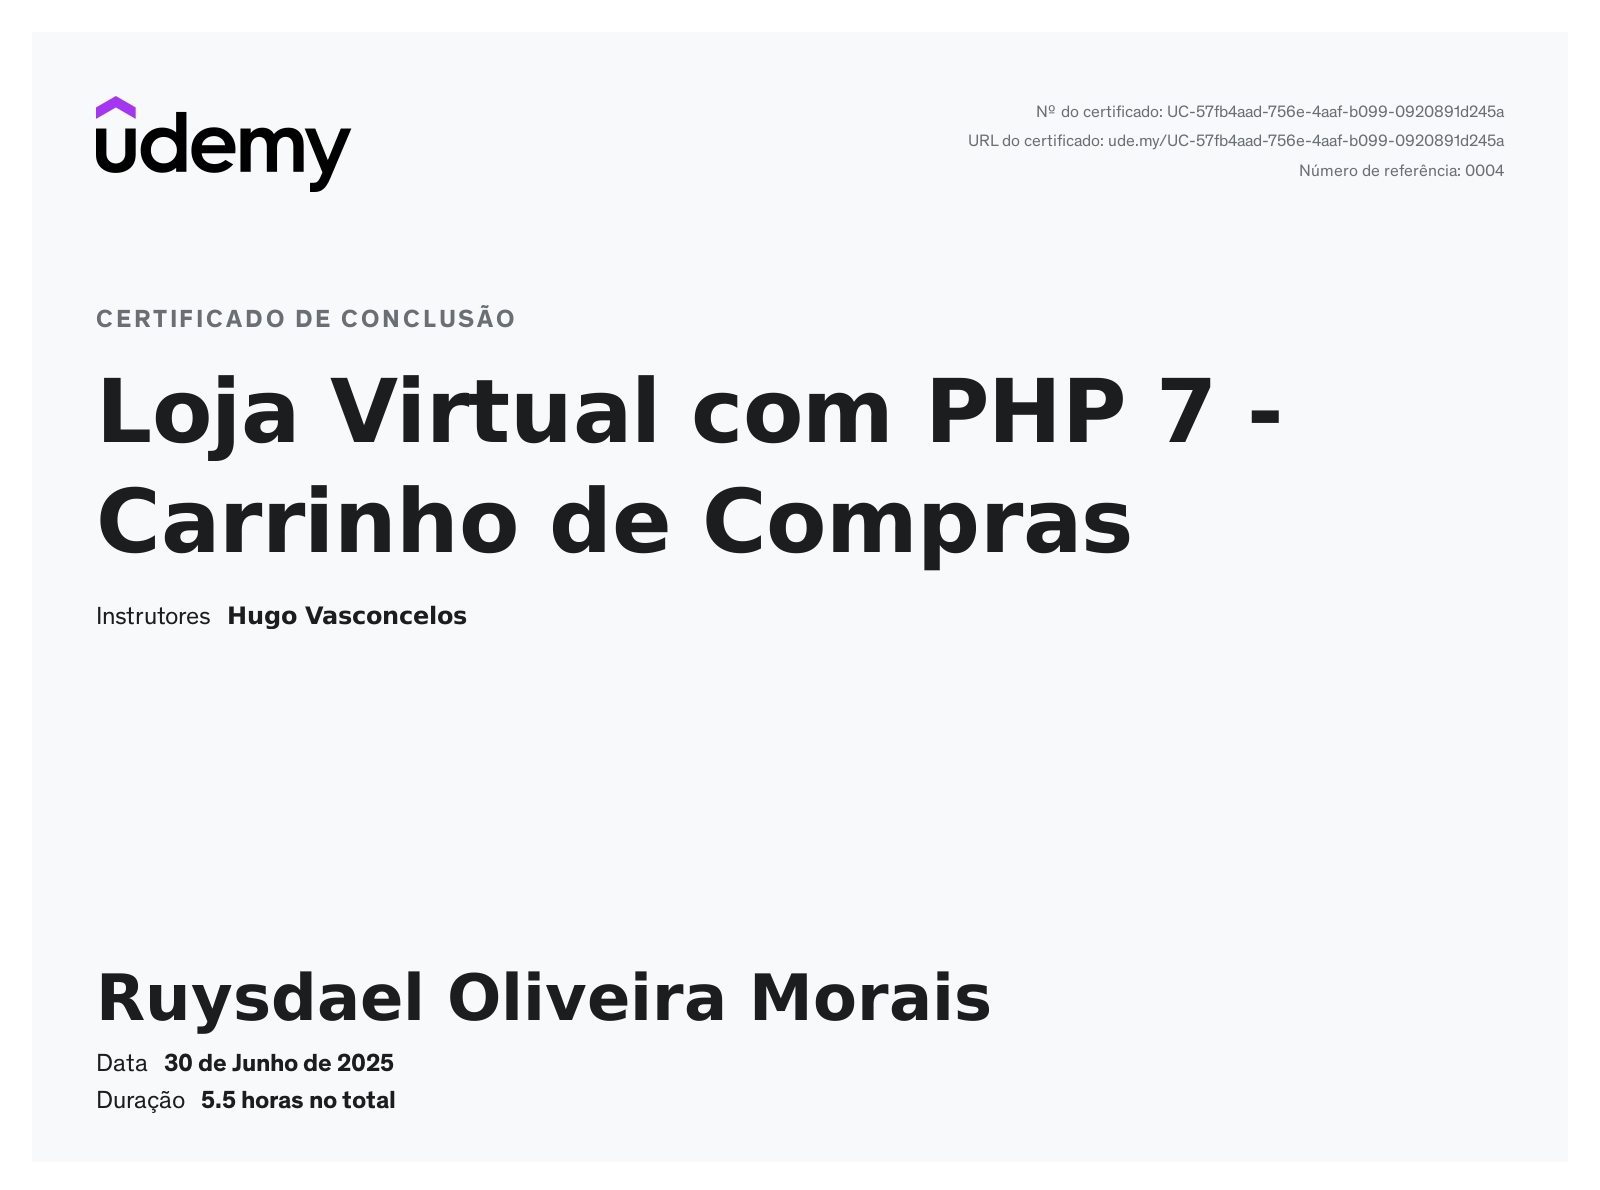 udemy
Nº do certificado: UC-57fb4aad-756e-4aaf-b099-0920891d245a
URL do certificado: ude.my/UC-57fb4aad-756e-4aaf-b099-0920891d245a
Número de referência: 0004
CERTIFICADO DE CONCLUSÃO
Loja Virtual com PHP 7 -
Carrinho de Compras
Instrutores Hugo Vasconcelos
Ruysdael Oliveira Morais
Data 30 de Junho de 2025
Duração 5.5 horas no total